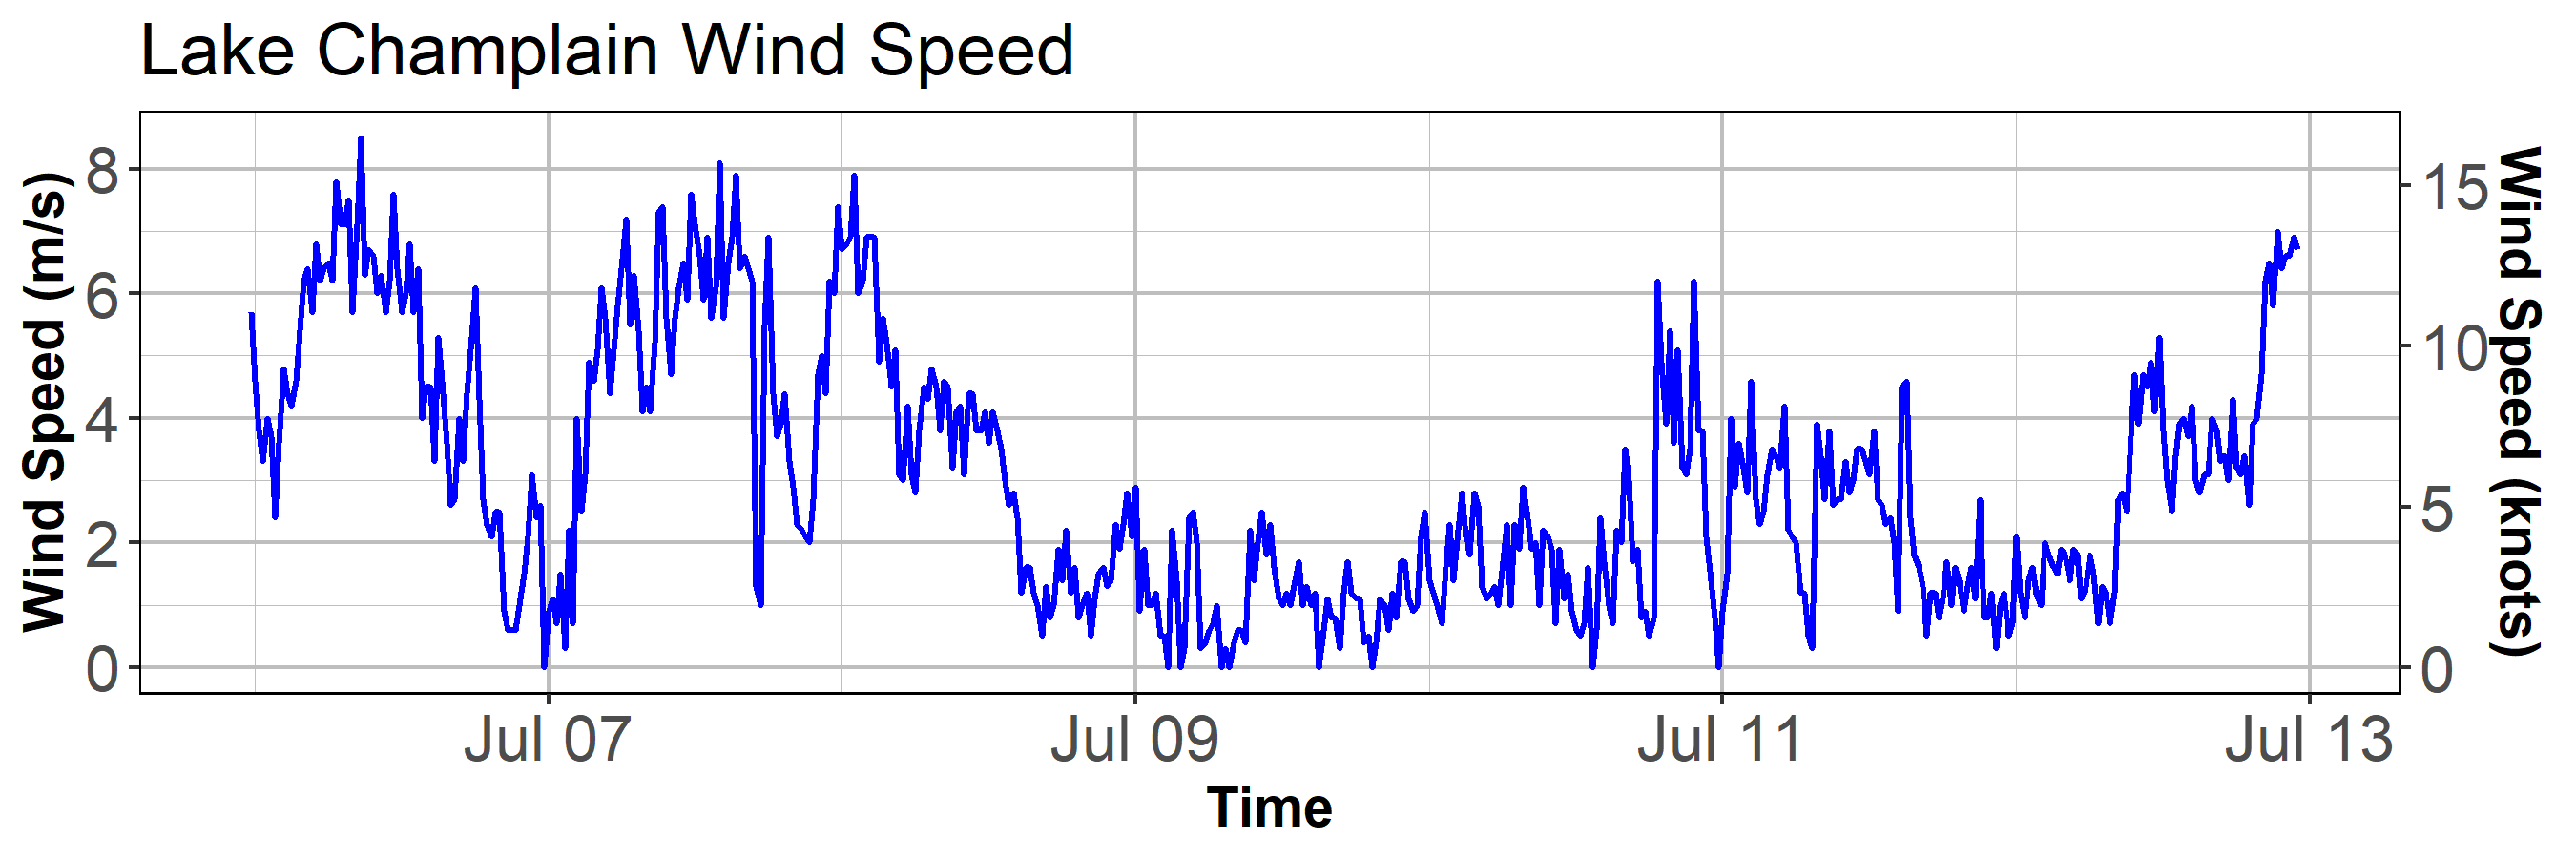 Lake Champlain Wind Speed
Wind Speed (m/s)
8
6
4
2
0
15
10
5
0
Wind Speed (knots)
Jul 07 Jul 09 Jul 11 Jul 13
Time